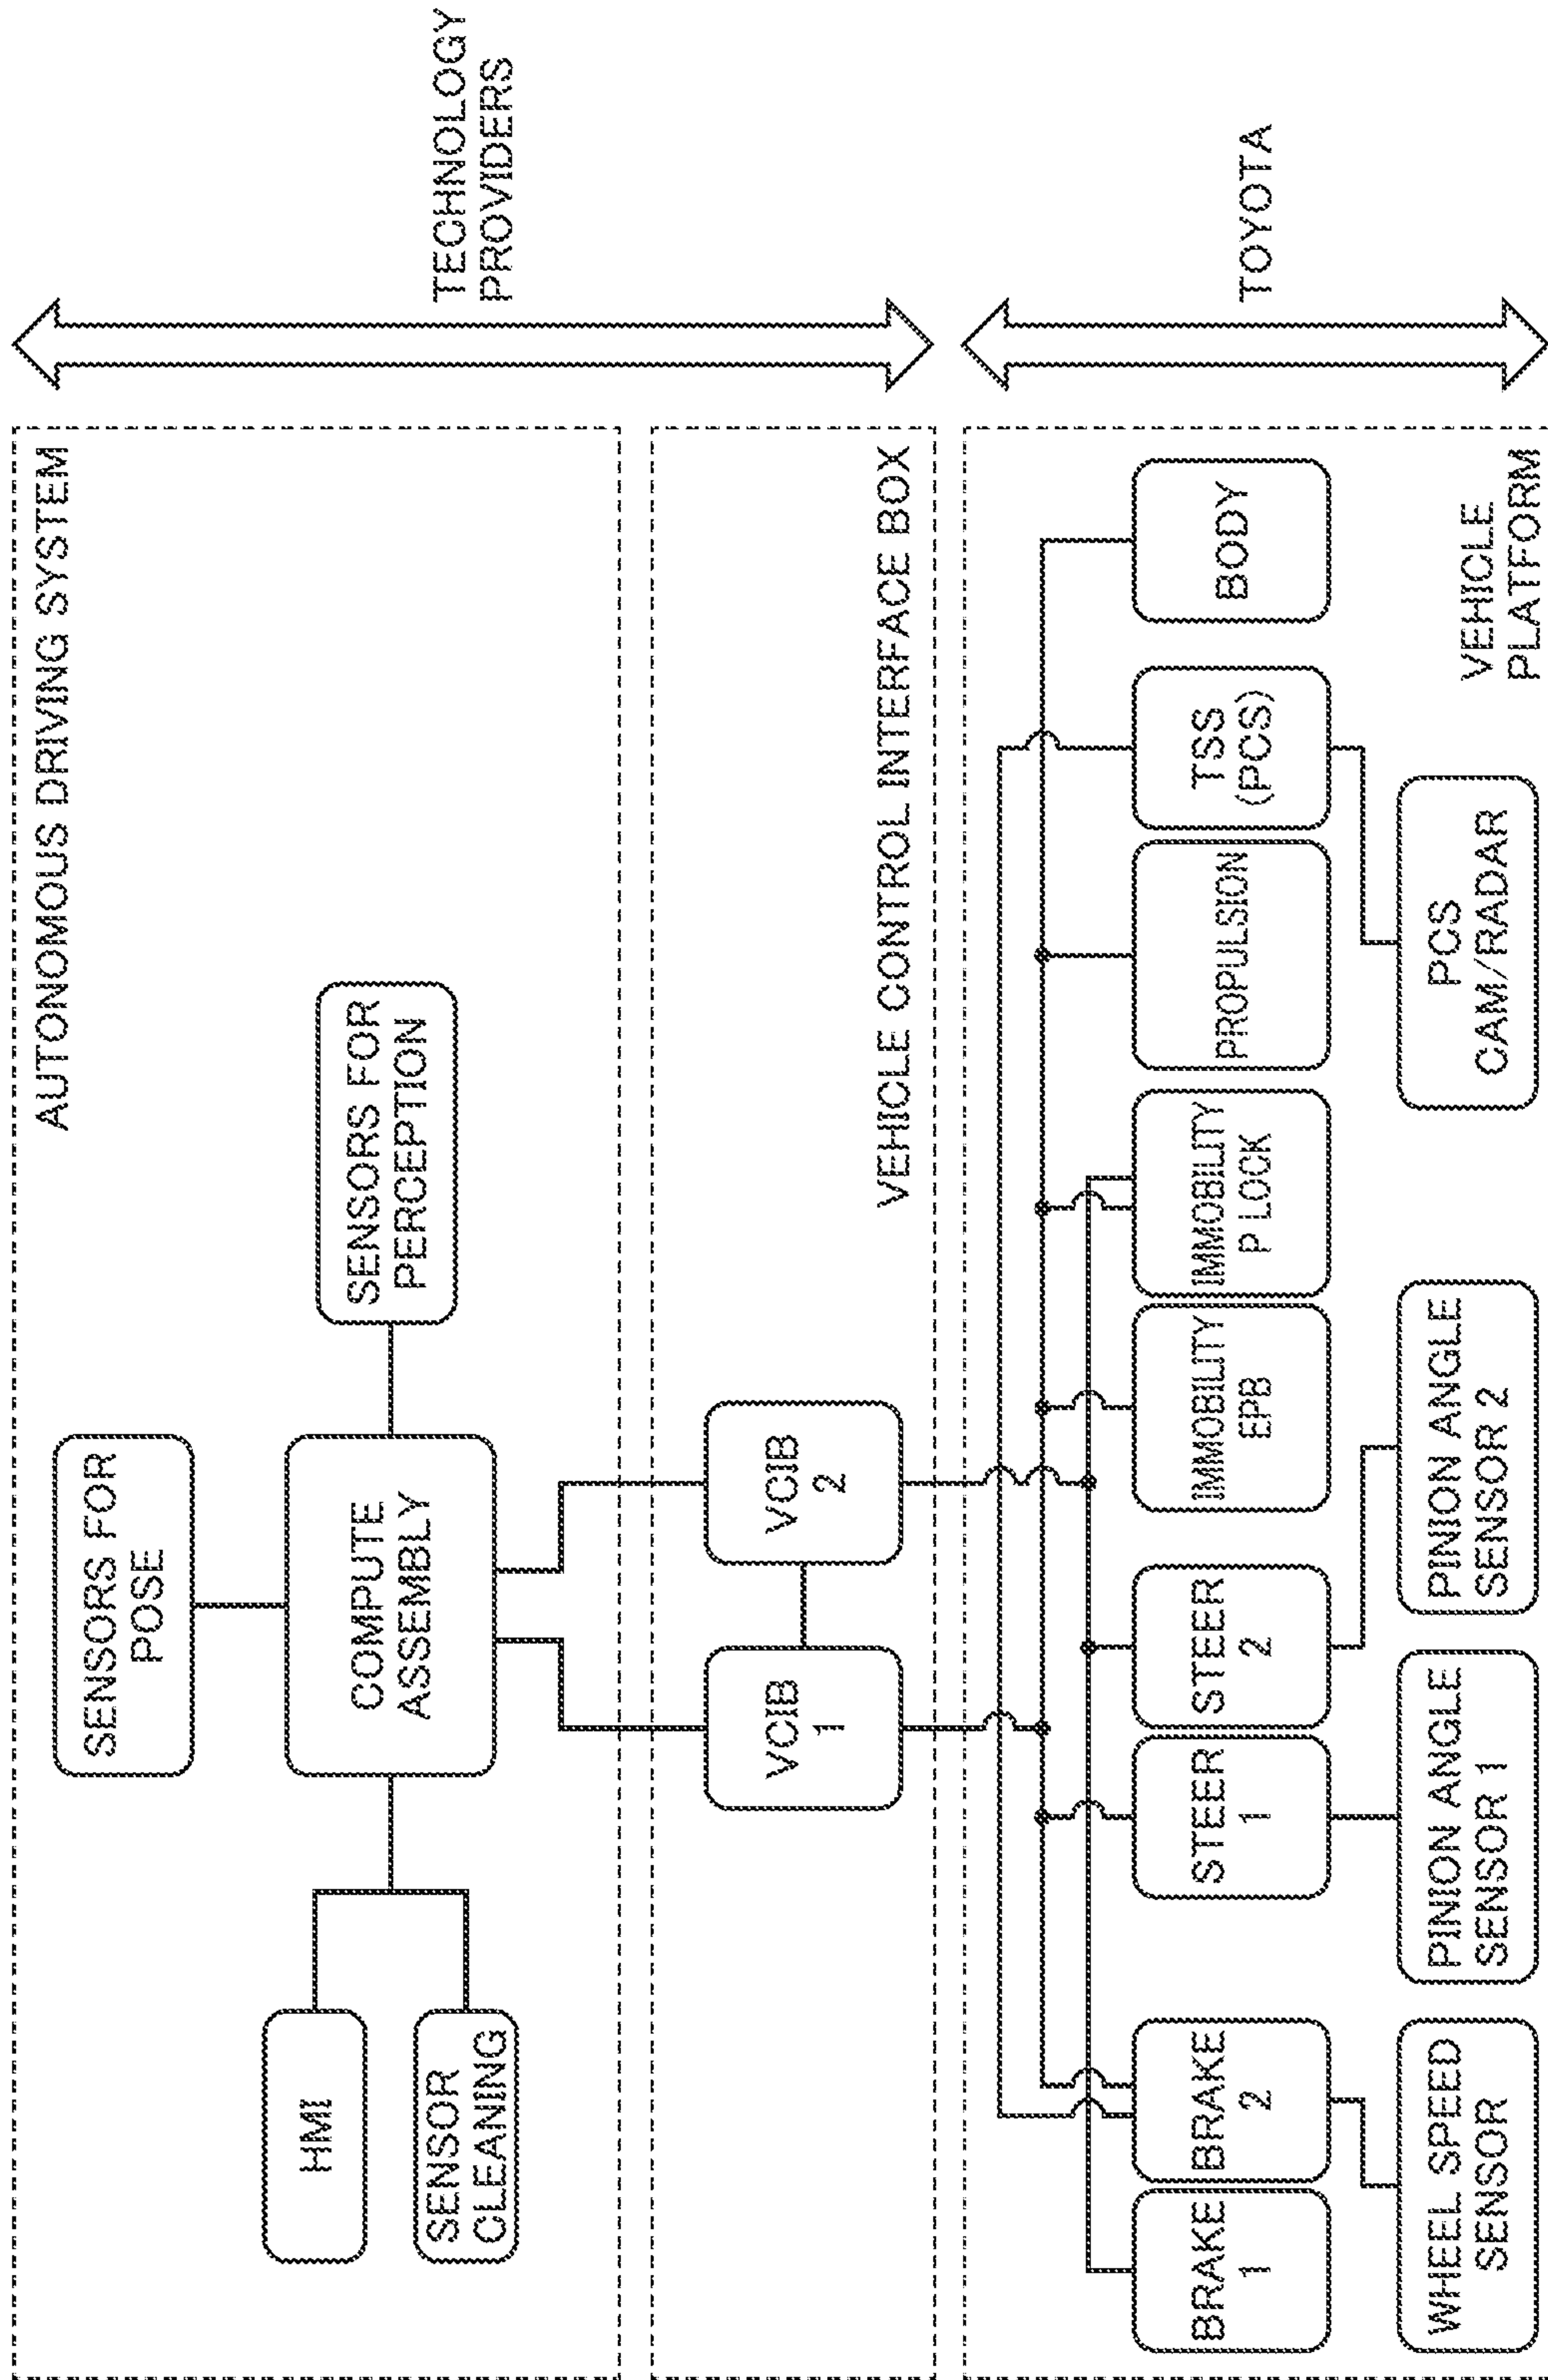 AUTONOMOUS DRIVING SYSTEM
SENSORS FOR
POSE
HMI
SENSOR
CLEANING
COMPUTE
ASSEMBLY
SENSORS FOR
PERCEPTION
TECHNOLOGY
PROVIDERS
VCIB
1
VCIB
2
VEHICLE CONTROL INTERFACE BOX
BRAKE
1
BRAKE
2
STEER
1
STEER
2
IMMOBILITY
EPB
IMMOBILITY
P LOCK
PROPULSION
TSS
(PCS)
BODY
TOYOTA
WHEEL SPEED
SENSOR
PINION ANGLE
SENSOR 1
PINION ANGLE
SENSOR 2
PCS
CAM/RADAR
VEHICLE
PLATFORM